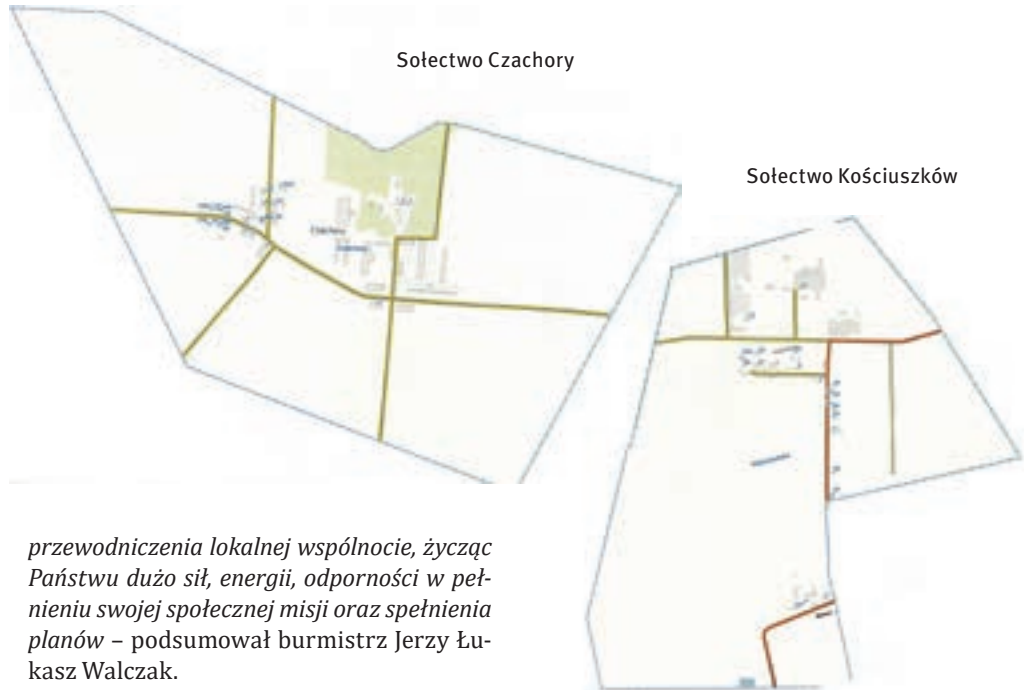 Sołectwo Czachory
Sołectwo Kościuszków
przewodniczenia lokalnej wspólnocie, życząc
Państwu dużo sił, energii, odporności w peł-
nieniu swojej społecznej misji oraz spełnienia
planów – podsumował burmistrz Jerzy Łu-
kasz Walczak.